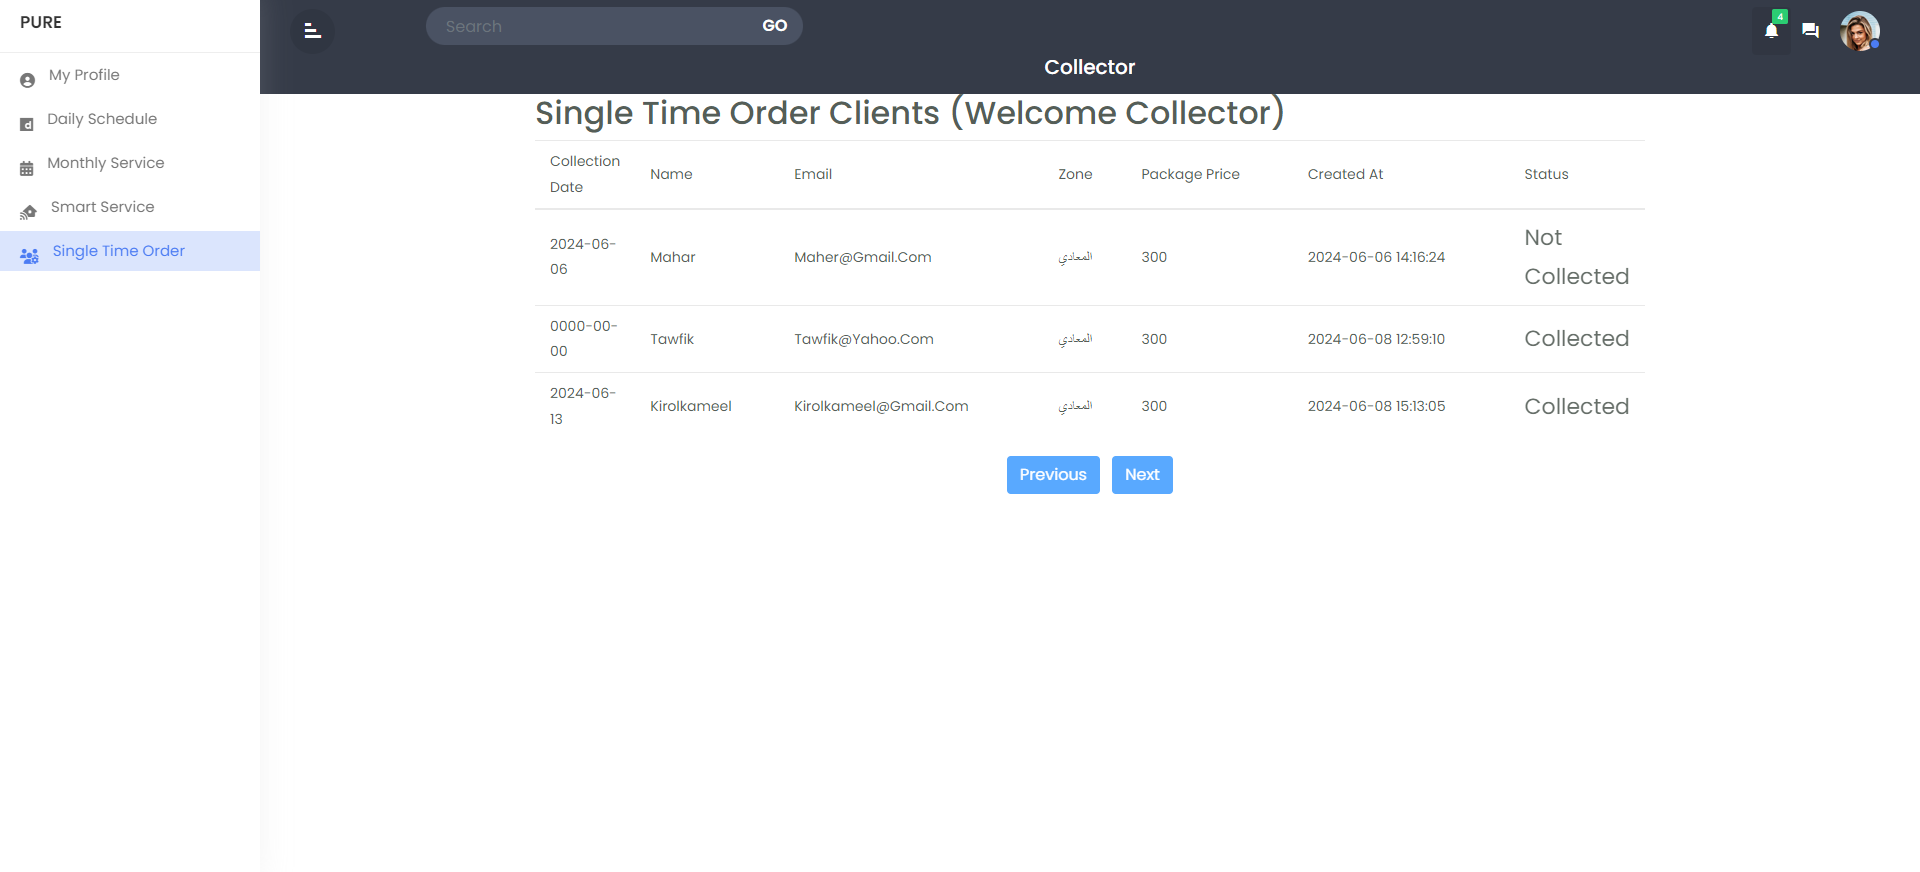 PURE
My Profile
Daily Schedule
Monthly Service
Smart Service
Single Time Order
Search
GO
4
Collector
Single Time Order Clients (Welcome Collector)
Collection
Date
Name
Email
Zone
Package Price
Created At
Status
2024-06-
06
Mahar
Maher@Gmail.Com
المعادي
300
2024-06-06 14:16:24
Not
Collected
0000-00-
00
Tawfik
Tawfik@Yahoo.Com
المعادي
300
2024-06-08 12:59:10
Collected
2024-06-
13
Kirolkameel
Kirolkameel@Gmail.Com
المعادي
300
2024-06-08 15:13:05
Collected
Previous
Next